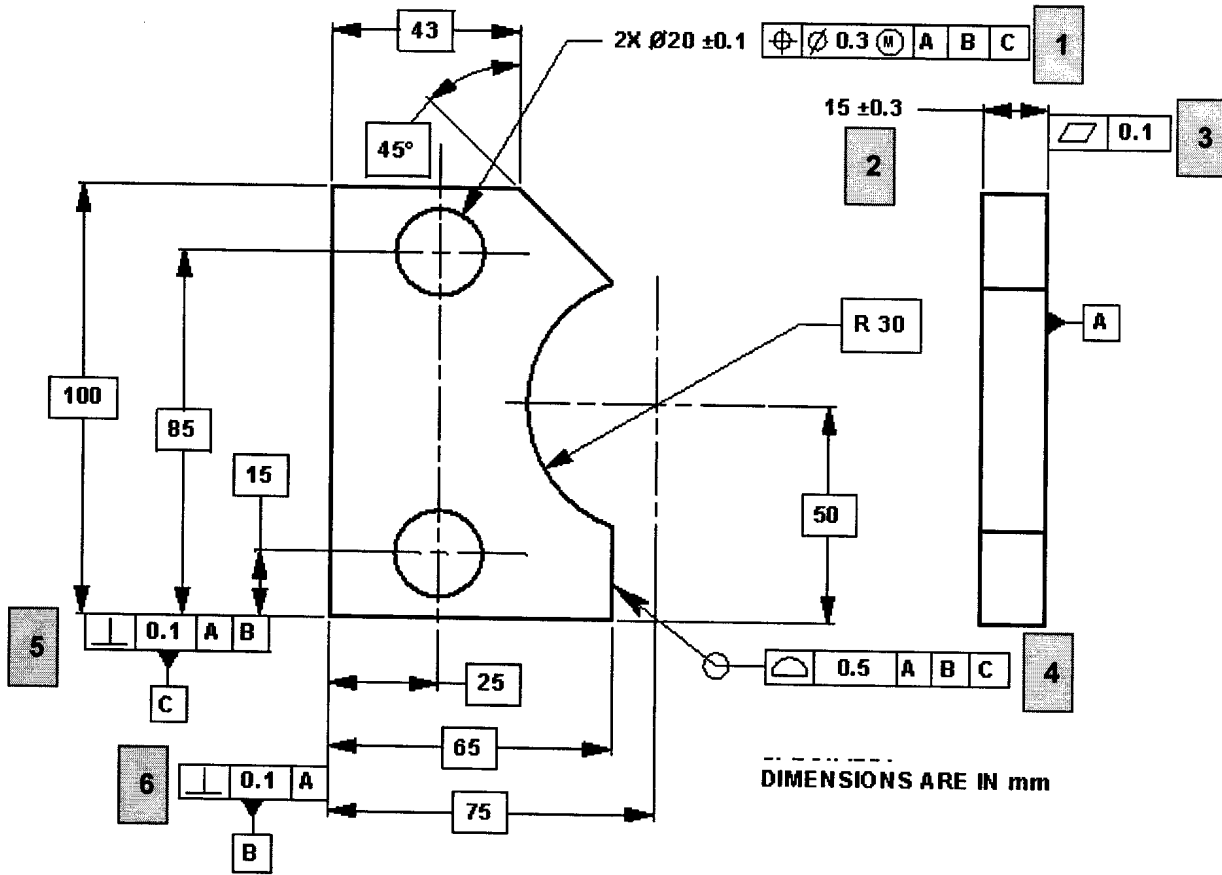 43
2X Ø20 ±0.1 ⌖ Ø 0.3 Ⓜ A B C 1
15 ±0.3 2
⏥ 0.1 3
45°
A
R 30
100
85
15
50
5 ⊥ 0.1 A B
C
⌓ 0.5 A B C 4
25
65
6 ⊥ 0.1 A
B
75
DIMENSIONS ARE IN mm